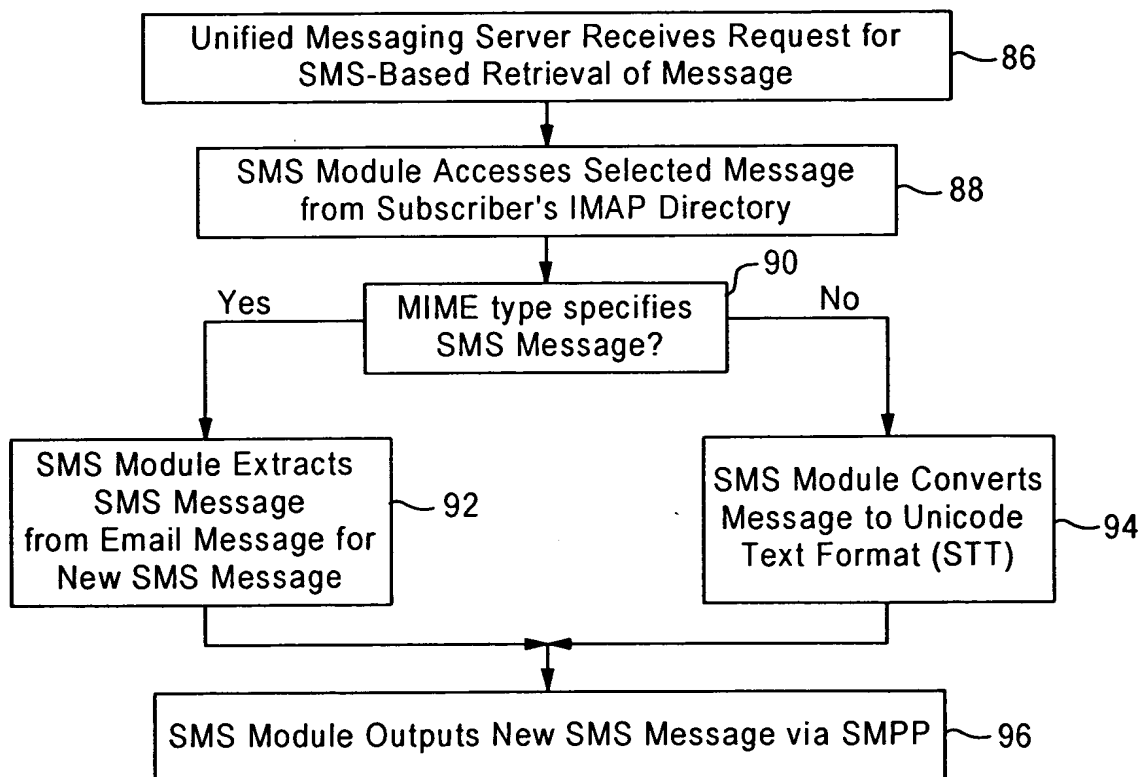 Unified Messaging Server Receives Request for
SMS-Based Retrieval of Message
86
SMS Module Accesses Selected Message
from Subscriber's IMAP Directory
88
90
MIME type specifies
SMS Message?
Yes
No
SMS Module Extracts
SMS Message
from Email Message for
New SMS Message
92
SMS Module Converts
Message to Unicode
Text Format (STT)
94
SMS Module Outputs New SMS Message via SMPP
96